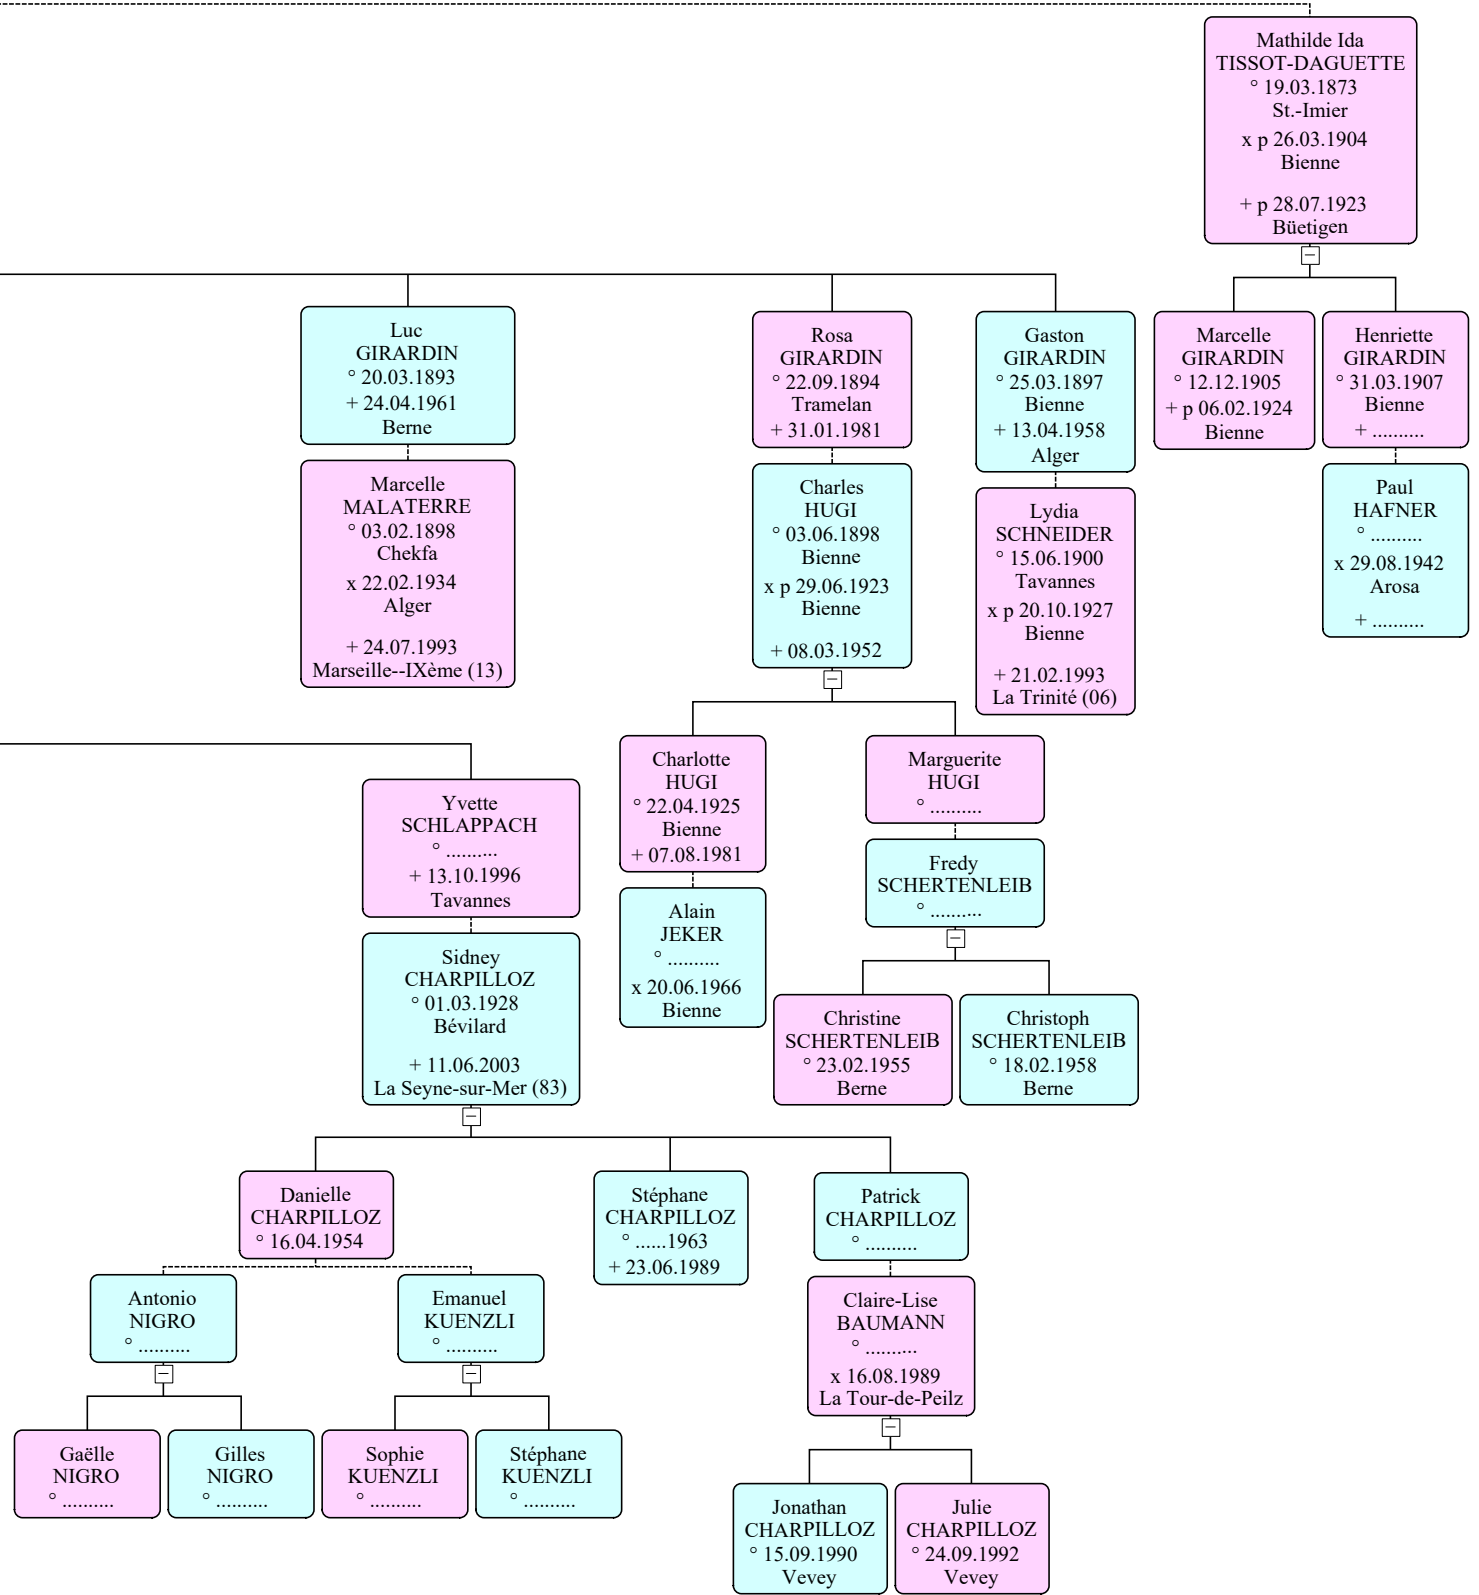 Mathilde Ida
TISSOT-DAGUETTE
° 19.03.1873
St.-Imier
x p 26.03.1904
Bienne
+ p 28.07.1923
Büetigen
Luc
GIRARDIN
° 20.03.1893
+ 24.04.1961
Berne
Marcelle
MALATERRE
° 03.02.1898
Chekfa
x 22.02.1934
Alger
+ 24.07.1993
Marseille--IXème (13)
Rosa
GIRARDIN
° 22.09.1894
Tramelan
+ 31.01.1981
Charles
HUGI
° 03.06.1898
Bienne
x p 29.06.1923
Bienne
+ 08.03.1952
Gaston
GIRARDIN
° 25.03.1897
Bienne
+ 13.04.1958
Alger
Lydia
SCHNEIDER
° 15.06.1900
Tavannes
x p 20.10.1927
Bienne
+ 21.02.1993
La Trinité (06)
Marcelle
GIRARDIN
° 12.12.1905
+ p 06.02.1924
Bienne
Henriette
GIRARDIN
° 31.03.1907
Bienne
+ ..........
Paul
HAFNER
° ..........
x 29.08.1942
Arosa
+ ..........
Charlotte
HUGI
° 22.04.1925
Bienne
+ 07.08.1981
Alain
JEKER
° ..........
x 20.06.1966
Bienne
Marguerite
HUGI
° ..........
Fredy
SCHERTENLEIB
° ..........
Christine
SCHERTENLEIB
° 23.02.1955
Berne
Christoph
SCHERTENLEIB
° 18.02.1958
Berne
Yvette
SCHLAPPACH
° ..........
+ 13.10.1996
Tavannes
Sidney
CHARPILLOZ
° 01.03.1928
Bévilard
+ 11.06.2003
La Seyne-sur-Mer (83)
Danielle
CHARPILLOZ
° 16.04.1954
Stéphane
CHARPILLOZ
° ......1963
+ 23.06.1989
Patrick
CHARPILLOZ
° ..........
Antonio
NIGRO
° ..........
Emanuel
KUENZLI
° ..........
Claire-Lise
BAUMANN
° ..........
x 16.08.1989
La Tour-de-Peilz
Gaëlle
NIGRO
° ..........
Gilles
NIGRO
° ..........
Sophie
KUENZLI
° ..........
Stéphane
KUENZLI
° ..........
Jonathan
CHARPILLOZ
° 15.09.1990
Vevey
Julie
CHARPILLOZ
° 24.09.1992
Vevey